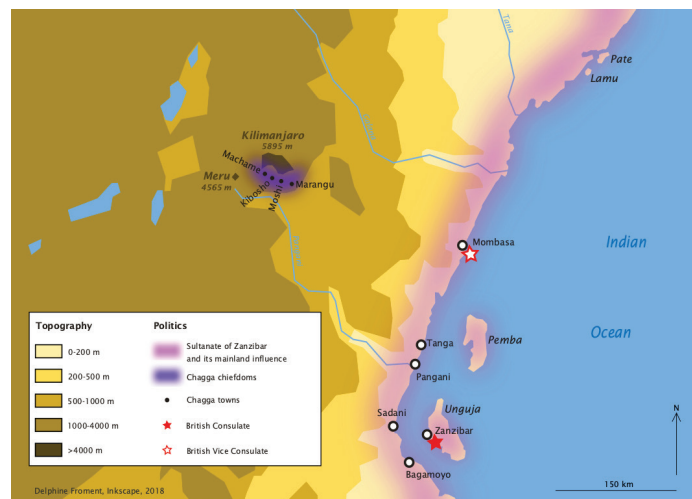 Tana
Pate
Lamu
Kilimanjaro
5895 m
Machame
Meru
4565 m
Kibosho
Moshi
Marangu
Mombasa
Indian
Ocean
Pemba
Tanga
Pangani
Unguja
Sadani
Zanzibar
Bagamoyo
Topography
0-200 m
200-500 m
500-1000 m
1000-4000 m
>4000 m
Politics
Sultanate of Zanzibar
and its mainland influence
Chagga chiefdoms
Chagga towns
British Consulate
British Vice Consulate
N
150 km
Delphine Froment, Inkscape, 2018